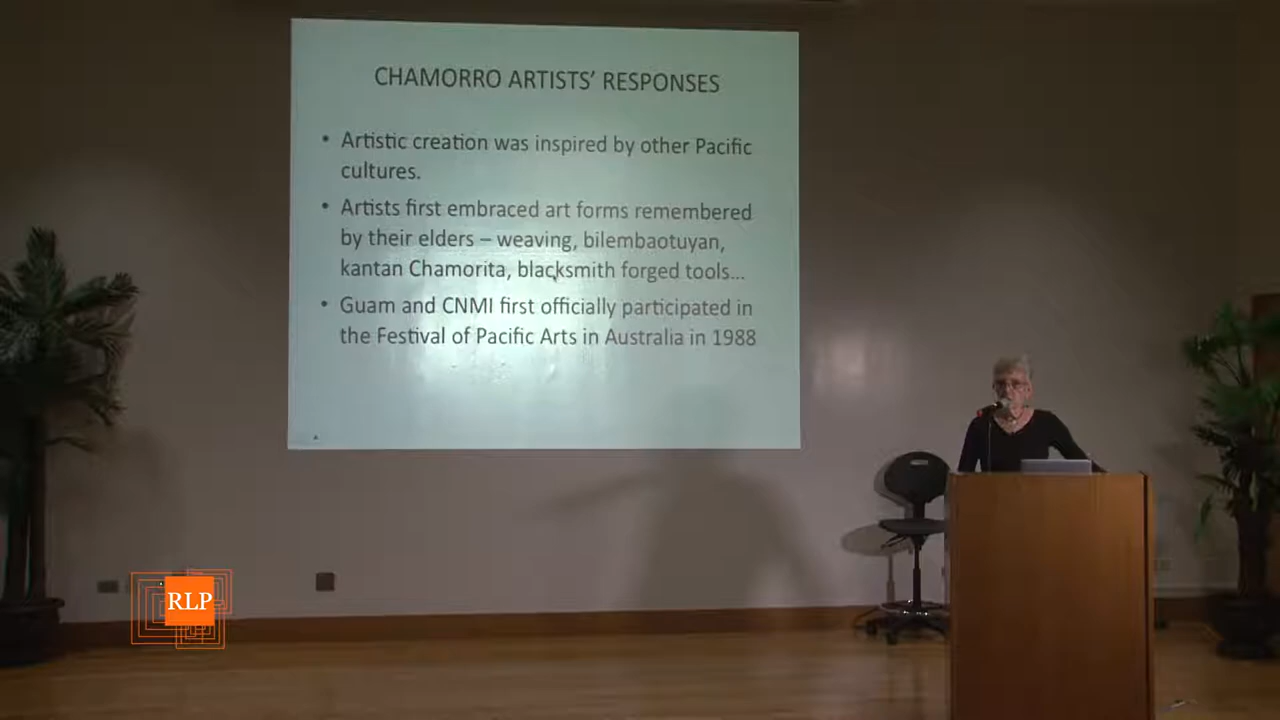 CHAMORRO ARTISTS’ RESPONSES
• Artistic creation was inspired by other Pacific
cultures.
• Artists first embraced art forms remembered
by their elders – weaving, bilembaotuyan,
kantan Chamorita, blacksmith forged tools...
• Guam and CNMI first officially participated in
the Festival of Pacific Arts in Australia in 1988
RLP